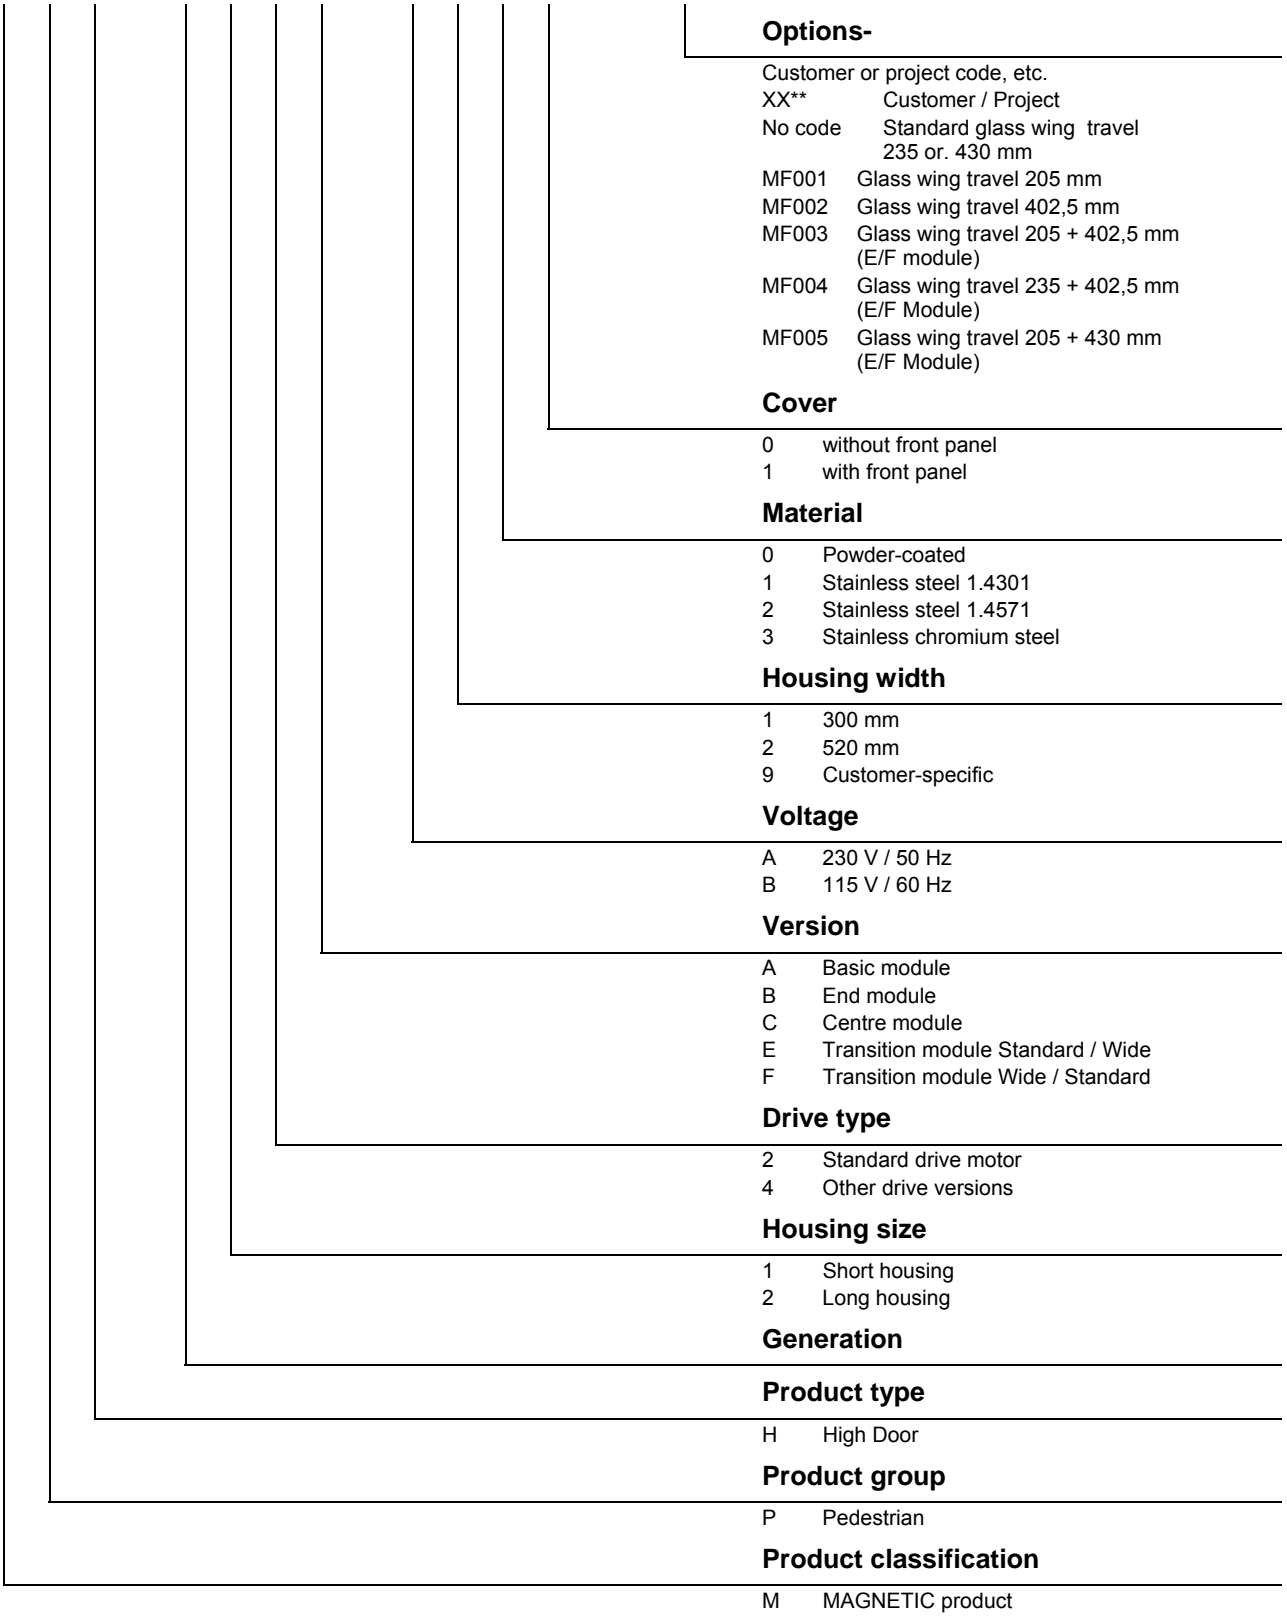 Options-
Customer or project code, etc.
XX** Customer / Project
No code Standard glass wing travel
235 or. 430 mm
MF001 Glass wing travel 205 mm
MF002 Glass wing travel 402,5 mm
MF003 Glass wing travel 205 + 402,5 mm
(E/F module)
MF004 Glass wing travel 235 + 402,5 mm
(E/F Module)
MF005 Glass wing travel 205 + 430 mm
(E/F Module)
Cover
0 without front panel
1 with front panel
Material
0 Powder-coated
1 Stainless steel 1.4301
2 Stainless steel 1.4571
3 Stainless chromium steel
Housing width
1 300 mm
2 520 mm
9 Customer-specific
Voltage
A 230 V / 50 Hz
B 115 V / 60 Hz
Version
A Basic module
B End module
C Centre module
E Transition module Standard / Wide
F Transition module Wide / Standard
Drive type
2 Standard drive motor
4 Other drive versions
Housing size
1 Short housing
2 Long housing
Generation
Product type
H High Door
Product group
P Pedestrian
Product classification
M MAGNETIC product